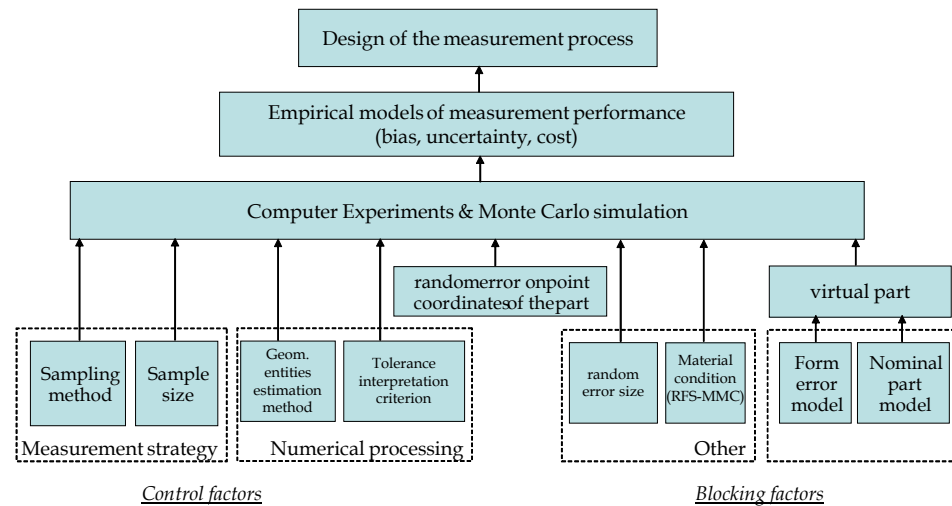 Design of the measurement process
Empirical models of measurement performance
(bias, uncertainty, cost)
Computer Experiments & Monte Carlo simulation
randomerror onpoint
coordinatesof thepart
virtual part
Sampling
method
Sample
size
Geom.
entities
estimation
method
Tolerance
interpretation
criterion
random
error size
Material
condition
(RFS-MMC)
Form
error
model
Nominal
part
model
Measurement strategy
Numerical processing
Other
Control factors
Blocking factors